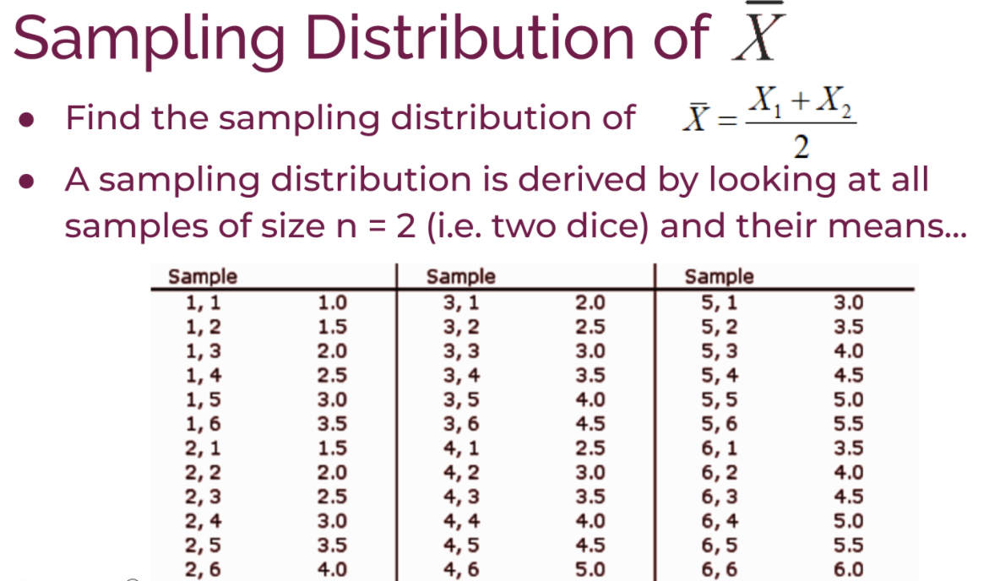 Sampling Distribution of X̅
• Find the sampling distribution of X̅ = (X₁ + X₂) / 2
• A sampling distribution is derived by looking at all
samples of size n = 2 (i.e. two dice) and their means...
Sample Sample Sample
1, 1 1.0 3, 1 2.0 5, 1 3.0
1, 2 1.5 3, 2 2.5 5, 2 3.5
1, 3 2.0 3, 3 3.0 5, 3 4.0
1, 4 2.5 3, 4 3.5 5, 4 4.5
1, 5 3.0 3, 5 4.0 5, 5 5.0
1, 6 3.5 3, 6 4.5 5, 6 5.5
2, 1 1.5 4, 1 2.5 6, 1 3.5
2, 2 2.0 4, 2 3.0 6, 2 4.0
2, 3 2.5 4, 3 3.5 6, 3 4.5
2, 4 3.0 4, 4 4.0 6, 4 5.0
2, 5 3.5 4, 5 4.5 6, 5 5.5
2, 6 4.0 4, 6 5.0 6, 6 6.0